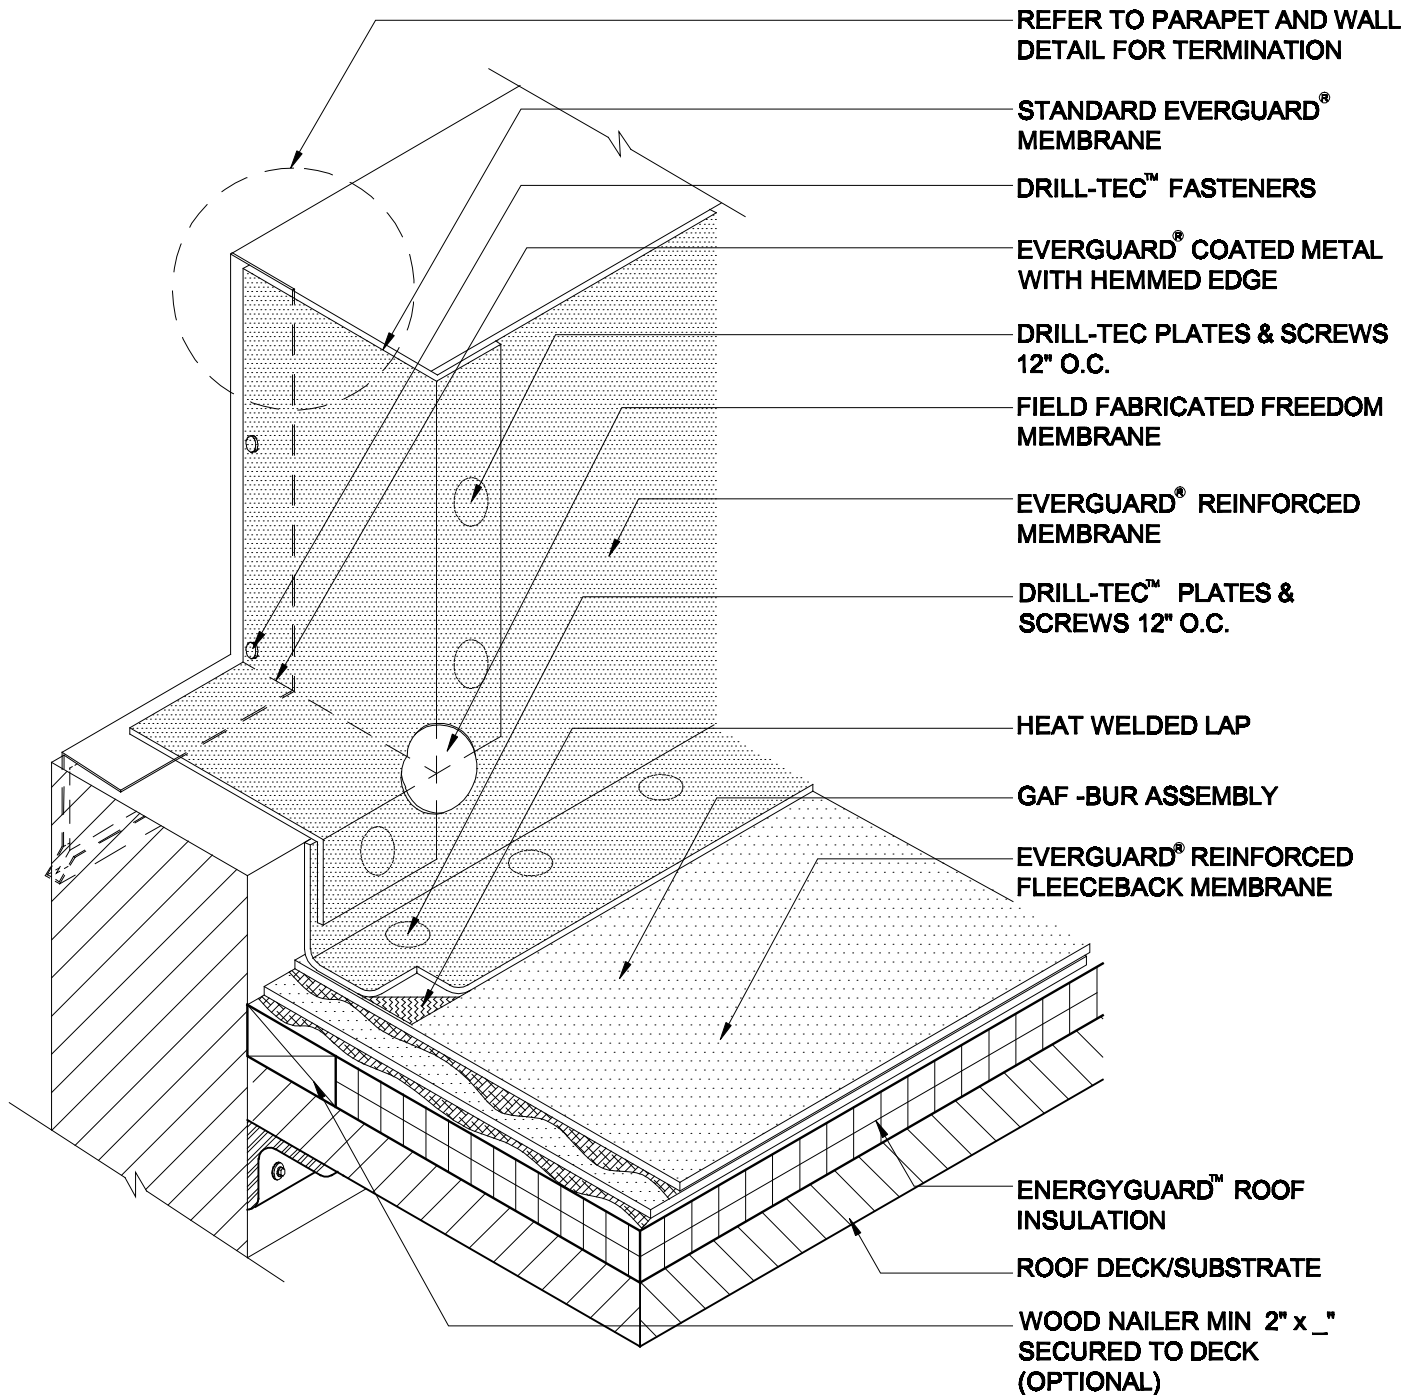 REFER TO PARAPET AND WALL
DETAIL FOR TERMINATION
STANDARD EVERGUARD®
MEMBRANE
DRILL-TEC™ FASTENERS
EVERGUARD® COATED METAL
WITH HEMMED EDGE
DRILL-TEC PLATES & SCREWS
12" O.C.
FIELD FABRICATED FREEDOM
MEMBRANE
EVERGUARD® REINFORCED
MEMBRANE
DRILL-TEC™ PLATES &
SCREWS 12" O.C.
HEAT WELDED LAP
GAF -BUR ASSEMBLY
EVERGUARD® REINFORCED
FLEECEBACK MEMBRANE
ENERGYGUARD™ ROOF
INSULATION
ROOF DECK/SUBSTRATE
WOOD NAILER MIN 2" x _"
SECURED TO DECK
(OPTIONAL)